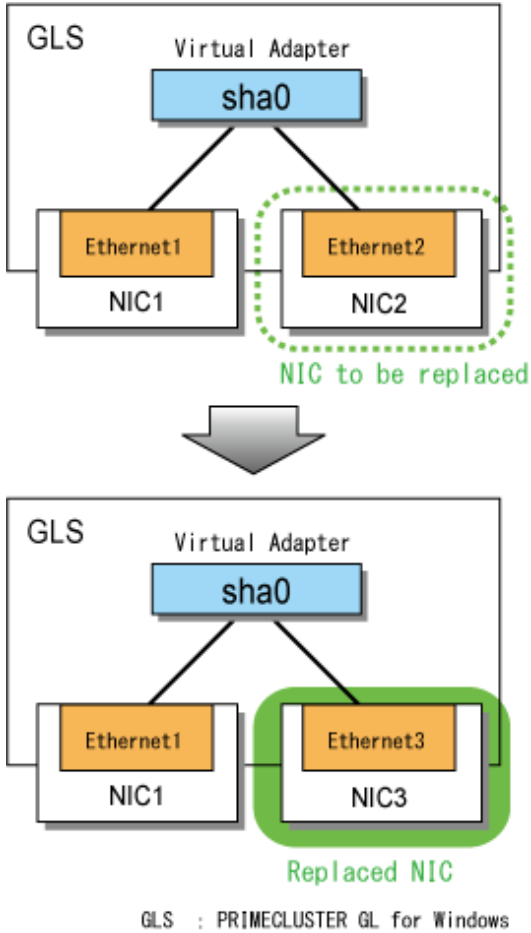 GLS
Virtual Adapter
sha0
Ethernet1
Ethernet2
NIC1
NIC2
NIC to be replaced
GLS
Virtual Adapter
sha0
Ethernet1
Ethernet3
NIC1
NIC3
Replaced NIC
GLS : PRIMECLUSTER GL for Windows